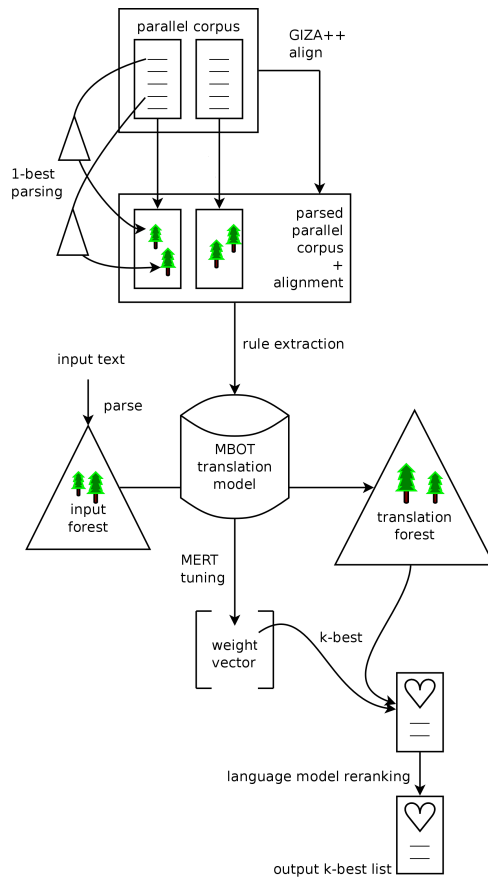 parallel corpus
GIZA++
align
1-best
parsing
parsed
parallel
corpus
+
alignment
rule extraction
input text
parse
MBOT
translation
model
input
forest
translation
forest
MERT
tuning
weight
vector
k-best
language model reranking
output k-best list